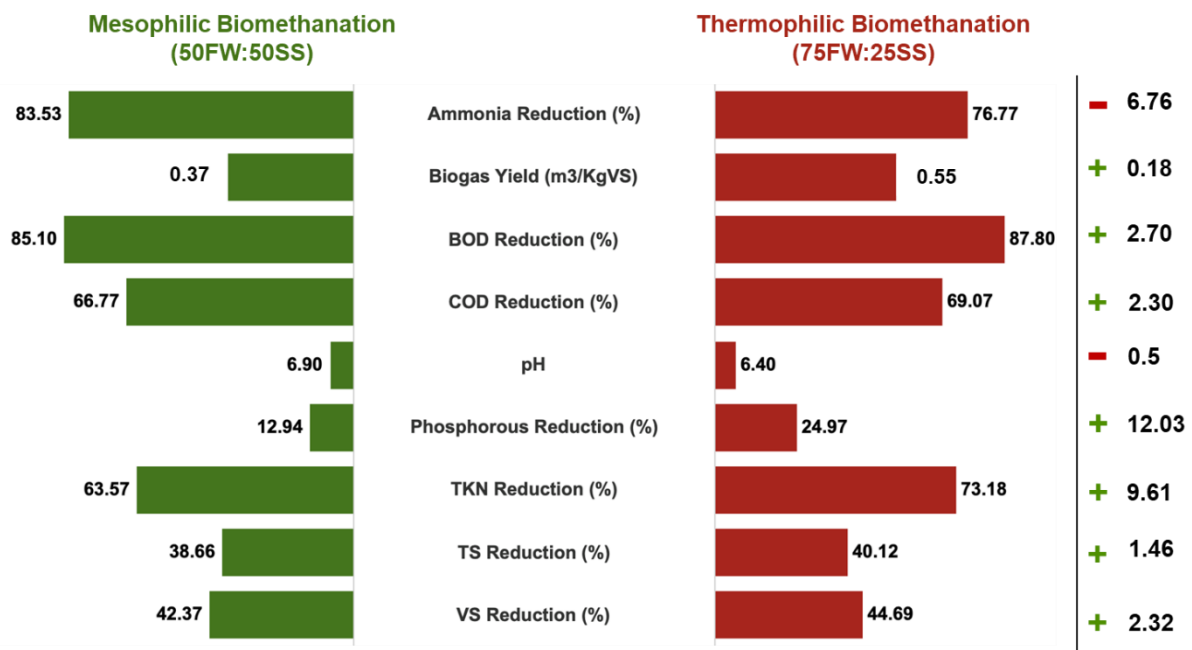 Mesophilic Biomethanation
(50FW:50SS)
Thermophilic Biomethanation
(75FW:25SS)
83.53 Ammonia Reduction (%) 76.77 - 6.76
0.37 Biogas Yield (m3/KgVS) 0.55 + 0.18
85.10 BOD Reduction (%) 87.80 + 2.70
66.77 COD Reduction (%) 69.07 + 2.30
6.90 pH 6.40 - 0.5
12.94 Phosphorous Reduction (%) 24.97 + 12.03
63.57 TKN Reduction (%) 73.18 + 9.61
38.66 TS Reduction (%) 40.12 + 1.46
42.37 VS Reduction (%) 44.69 + 2.32